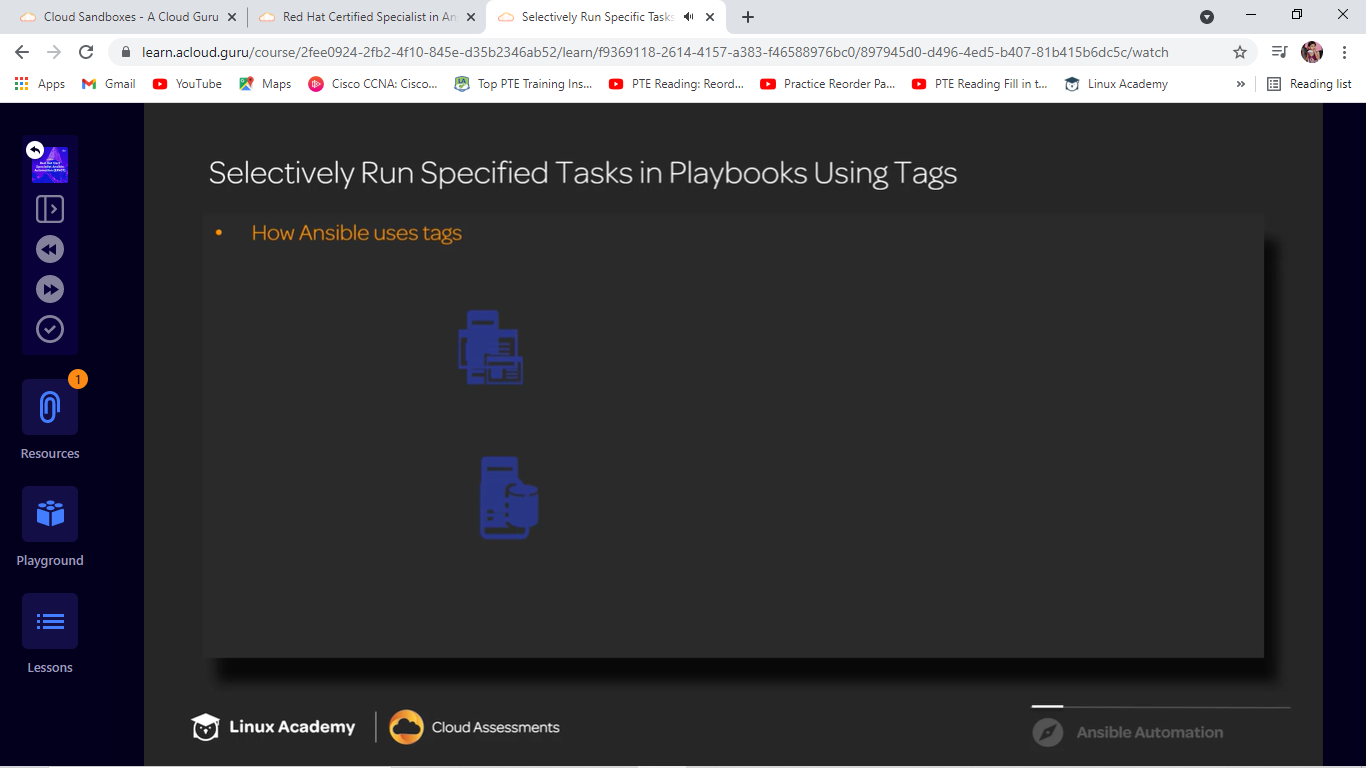 Cloud Sandboxes - A Cloud Guru
Red Hat Certified Specialist in An
Selectively Run Specific Tasks
learn.acloud.guru/course/2fee0924-2fb2-4f10-845e-d35b2346ab52/learn/f9369118-2614-4157-a383-f46588976bc0/897945d0-d496-4ed5-b407-81b415b6dc5c/watch
Apps Gmail YouTube Maps Cisco CCNA: Cisco... Top PTE Training Ins... PTE Reading: Reord... Practice Reorder Pa... PTE Reading Fill in t... Linux Academy » Reading list
Selectively Run Specified Tasks in Playbooks Using Tags
• How Ansible uses tags
1
Resources
Playground
Lessons
Linux Academy
Cloud Assessments
Ansible Automation